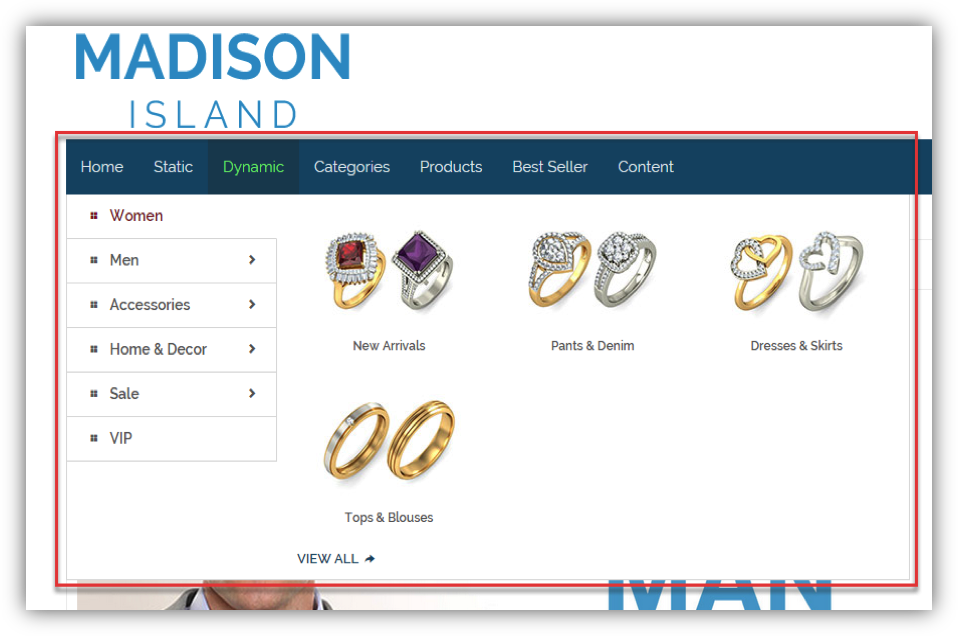 MADISON
ISLAND
Home Static Dynamic Categories Products Best Seller Content
Women
Men
Accessories
Home & Decor
Sale
VIP
New Arrivals Pants & Denim Dresses & Skirts
Tops & Blouses
VIEW ALL
MAN